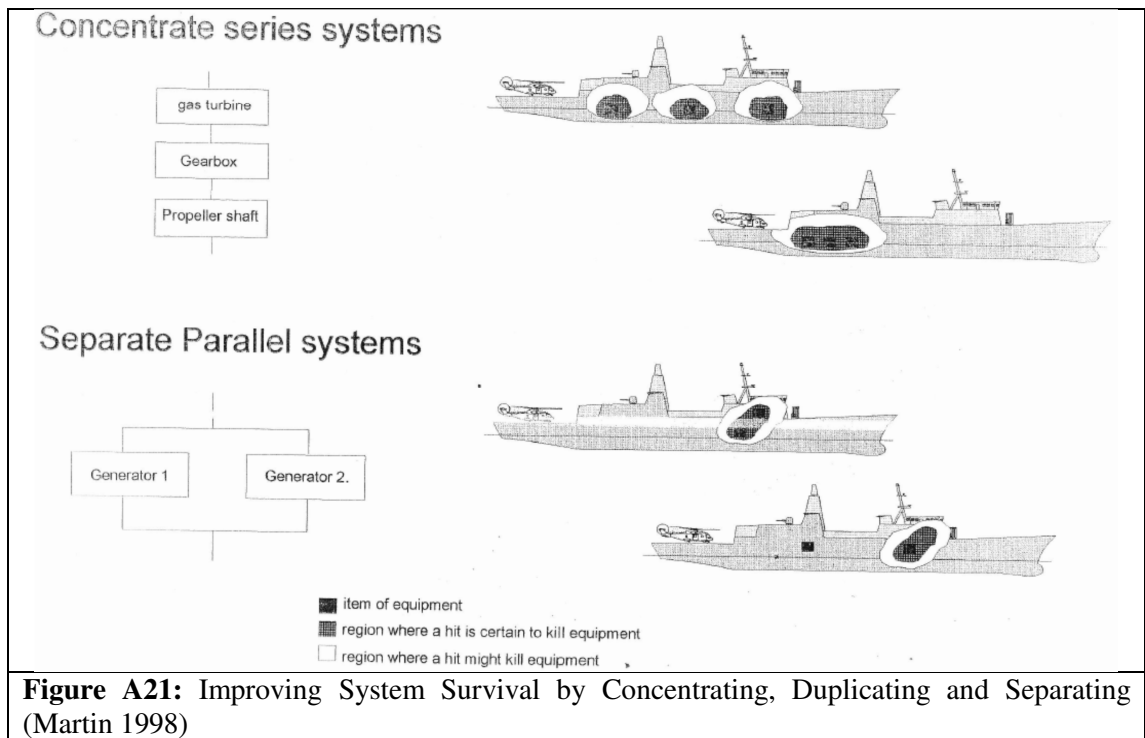 Concentrate series systems
gas turbine
Gearbox
Propeller shaft
Separate Parallel systems
Generator 1
Generator 2.
item of equipment
region where a hit is certain to kill equipment
region where a hit might kill equipment
Figure A21: Improving System Survival by Concentrating, Duplicating and Separating
(Martin 1998)